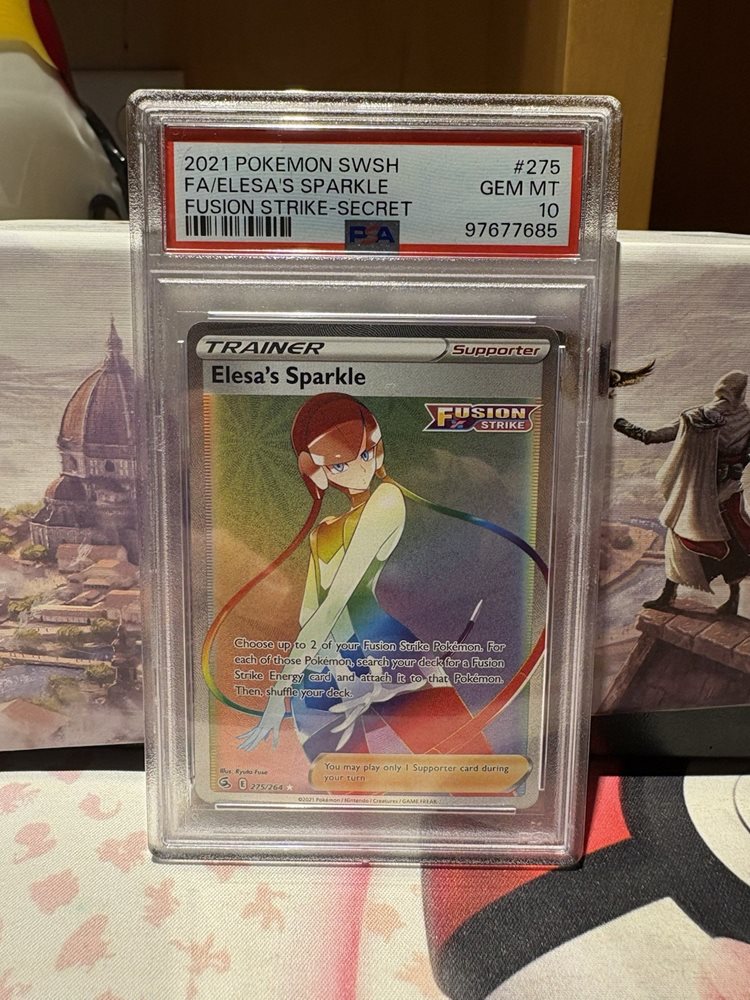 2021 POKEMON SWSH #275
FA/ELESA'S SPARKLE GEM MT
FUSION STRIKE-SECRET 10
PSA 97677685
TRAINER Supporter
Elesa's Sparkle
FUSION
STRIKE
Choose up to 2 of your Fusion Strike Pokémon. For
each of those Pokémon, search your deck for a Fusion
Strike Energy card and attach it to that Pokémon.
Then, shuffle your deck.
You may play only 1 Supporter card during
your turn
Illus. Ryuta Fuse
E 275/264
©2021 Pokémon / Nintendo / Creatures / GAME FREAK